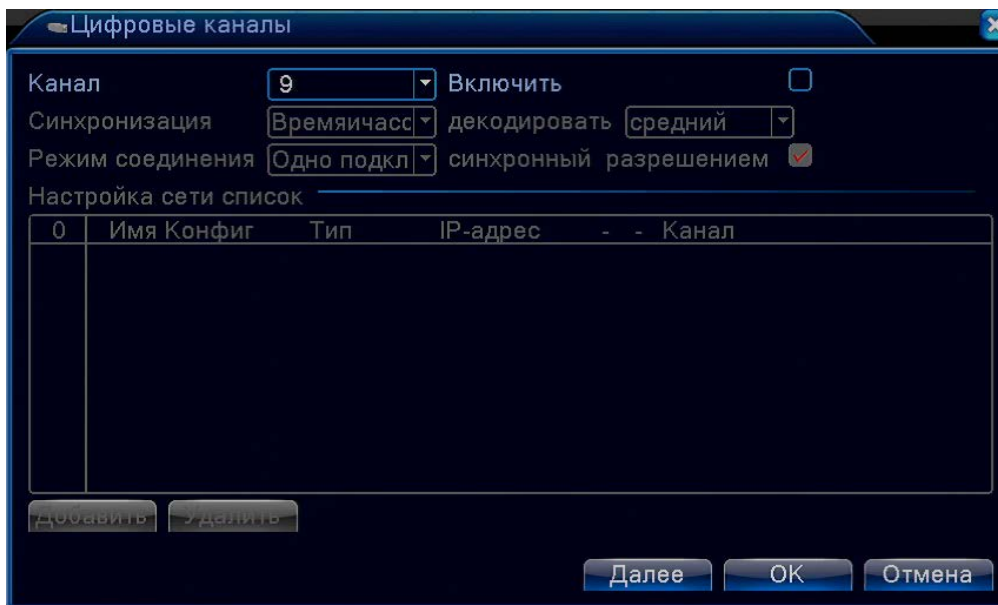 Цифровые каналы
Канал 9 Включить
Синхронизация Времяичасс декодировать средний
Режим соединения Одно подкл синхронный разрешением
Настройка сети список
0 Имя Конфиг Тип IP-адрес - - Канал
Добавить Удалить
Далее OK Отмена